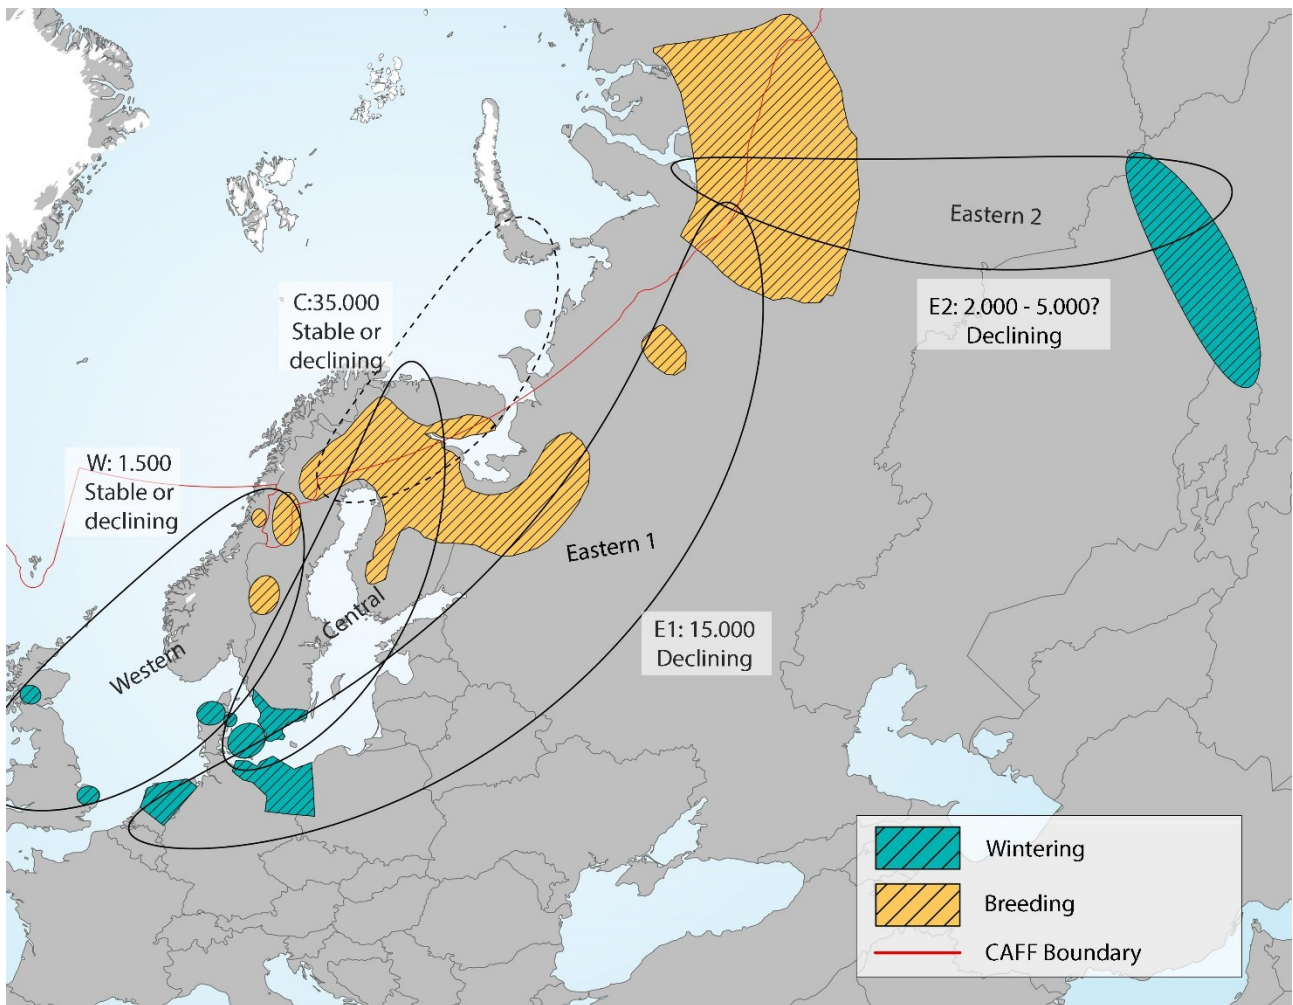 Eastern 2
C:35.000
Stable or
declining
E2: 2.000 - 5.000?
Declining
W: 1.500
Stable or
declining
Eastern 1
Central
Western
E1: 15.000
Declining
Wintering
Breeding
CAFF Boundary